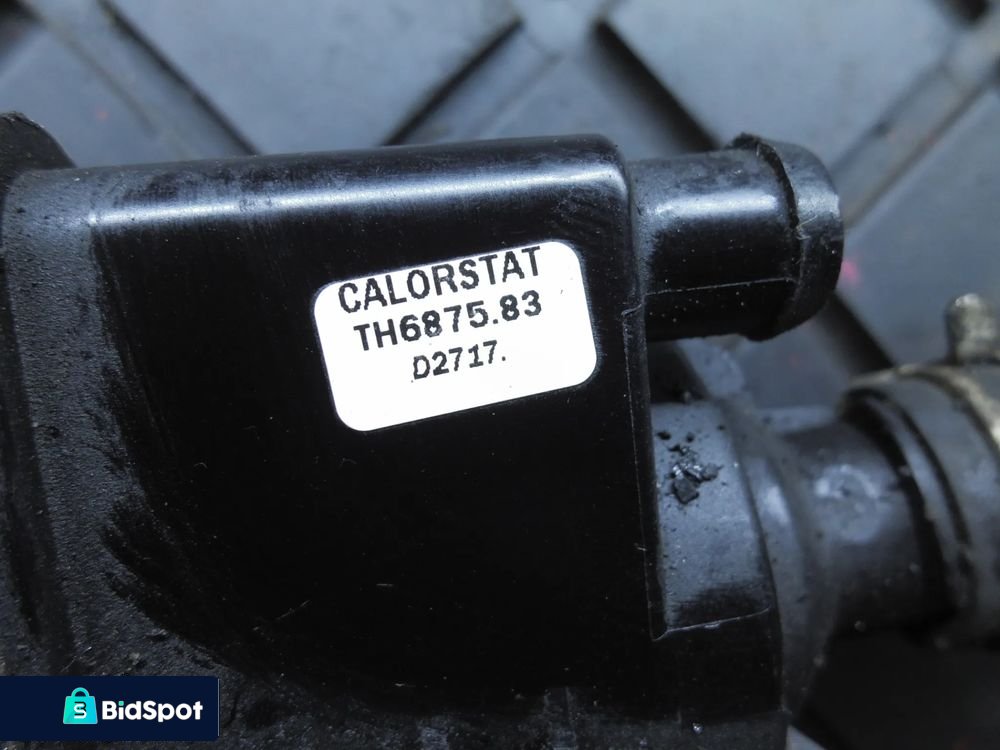 CALORSTAT
TH6875.83
D2717.
BidSpot